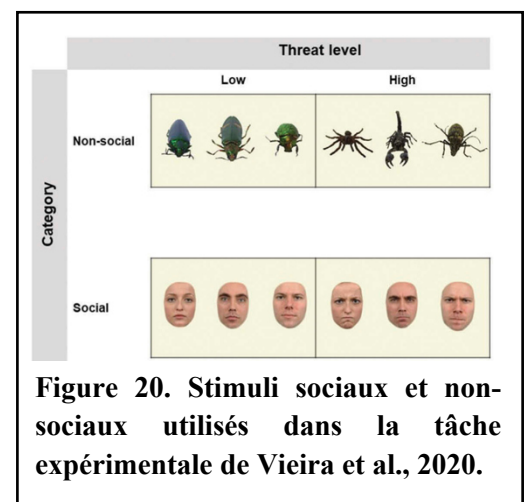 Threat level
Low High
Non-social
Category
Social
Figure 20. Stimuli sociaux et non-
sociaux utilisés dans la tâche
expérimentale de Vieira et al., 2020.